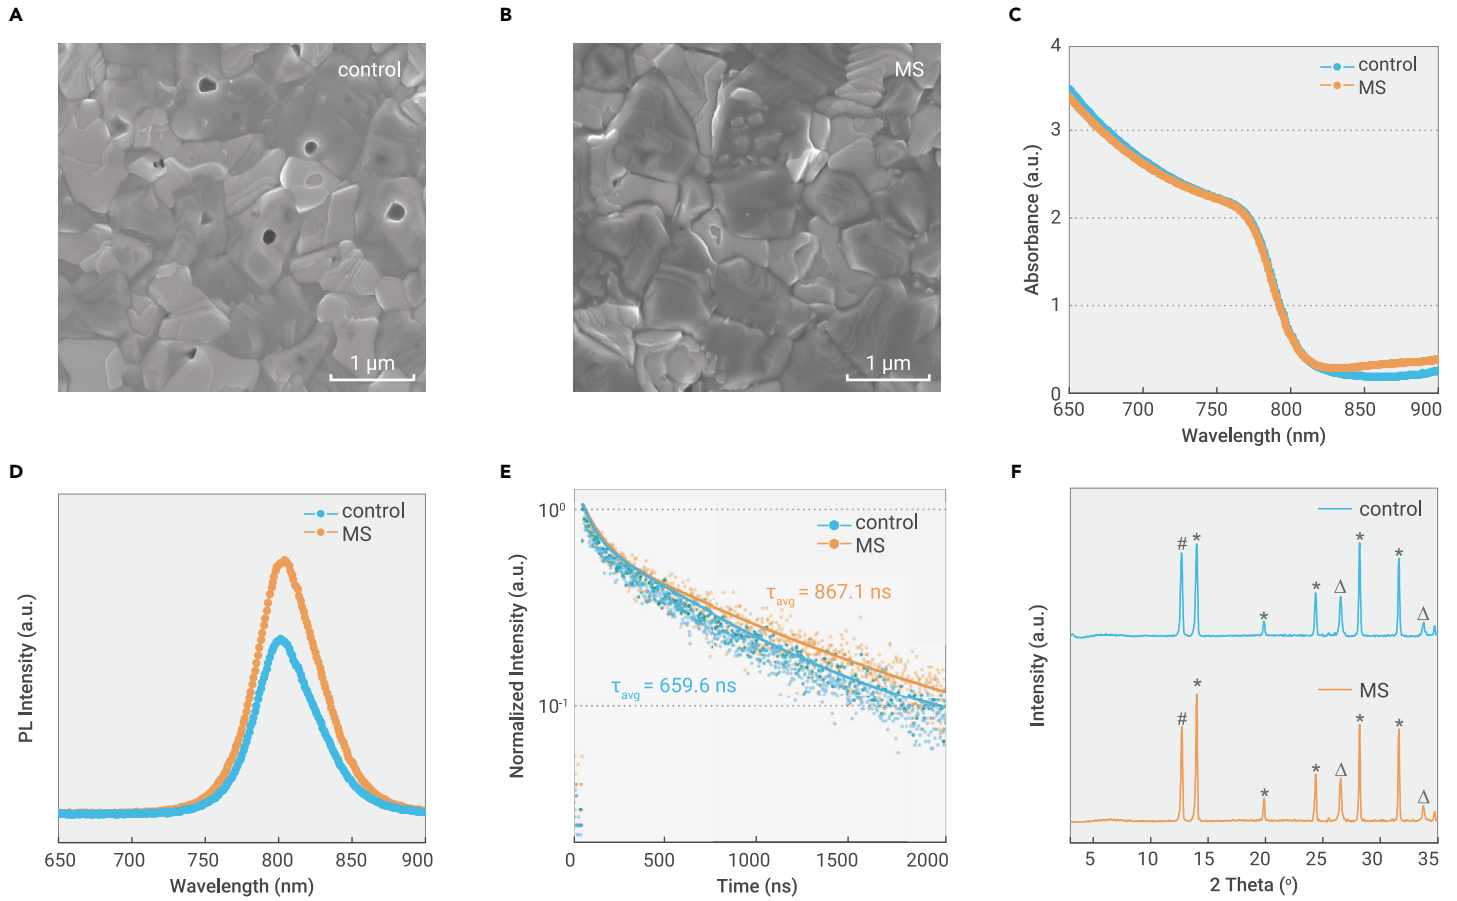 A
B
C
control
MS
1 μm
1 μm
4
3
2
1
0
Absorbance (a.u.)
control
MS
650 700 750 800 850 900
Wavelength (nm)
D
E
F
PL Intensity (a.u.)
control
MS
650 700 750 800 850 900
Wavelength (nm)
Normalized Intensity (a.u.)
10⁰
10⁻¹
control
MS
τavg = 867.1 ns
τavg = 659.6 ns
0 500 1000 1500 2000
Time (ns)
Intensity (a.u.)
control
# * * * Δ * * Δ
MS
# * * * Δ * * Δ
5 10 15 20 25 30 35
2 Theta (°)